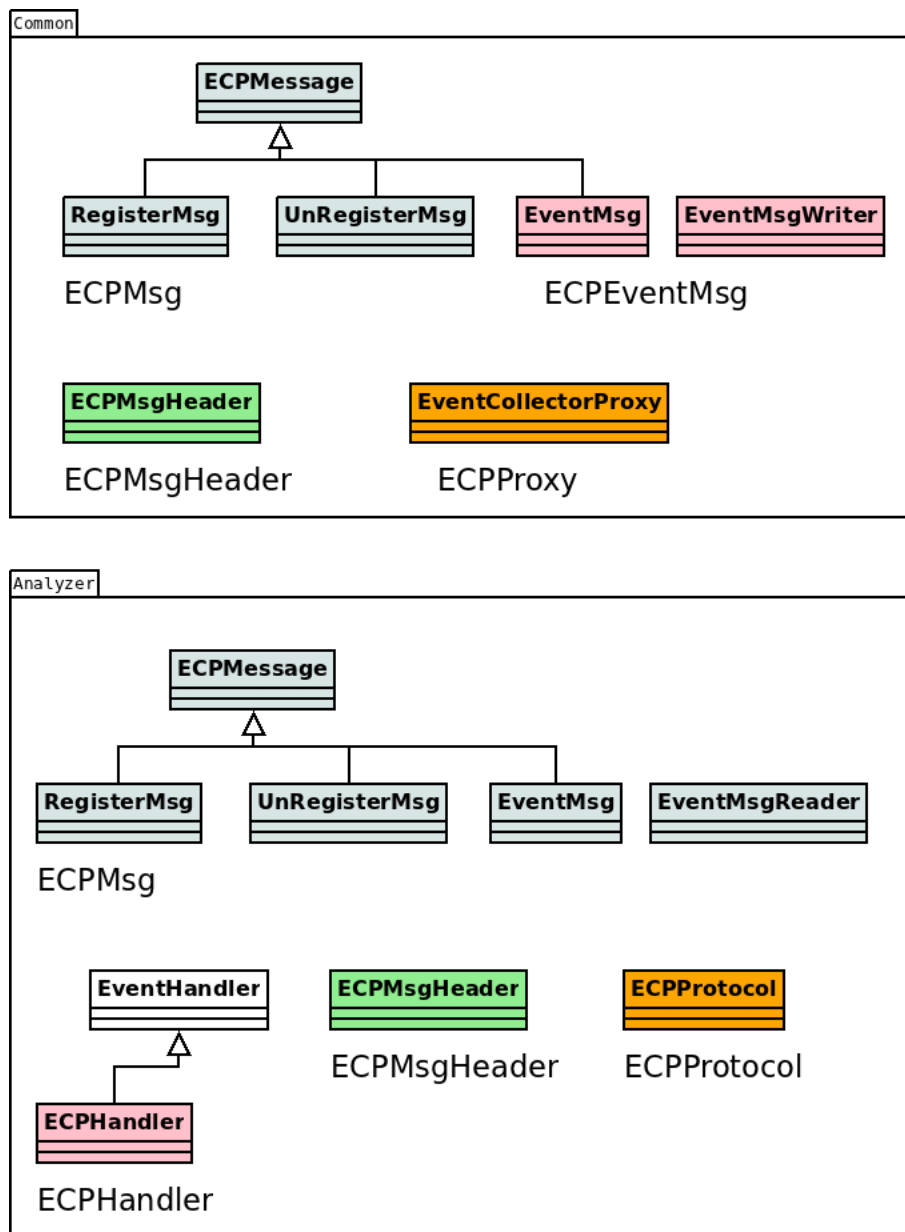 Common
ECPMessage
RegisterMsg
UnRegisterMsg
EventMsg
EventMsgWriter
ECPMsg
ECPEventMsg
ECPMsgHeader
EventCollectorProxy
ECPMsgHeader
ECPProxy
Analyzer
ECPMessage
RegisterMsg
UnRegisterMsg
EventMsg
EventMsgReader
ECPMsg
EventHandler
ECPMsgHeader
ECPProtocol
ECPMsgHeader
ECPProtocol
ECPHandler
ECPHandler